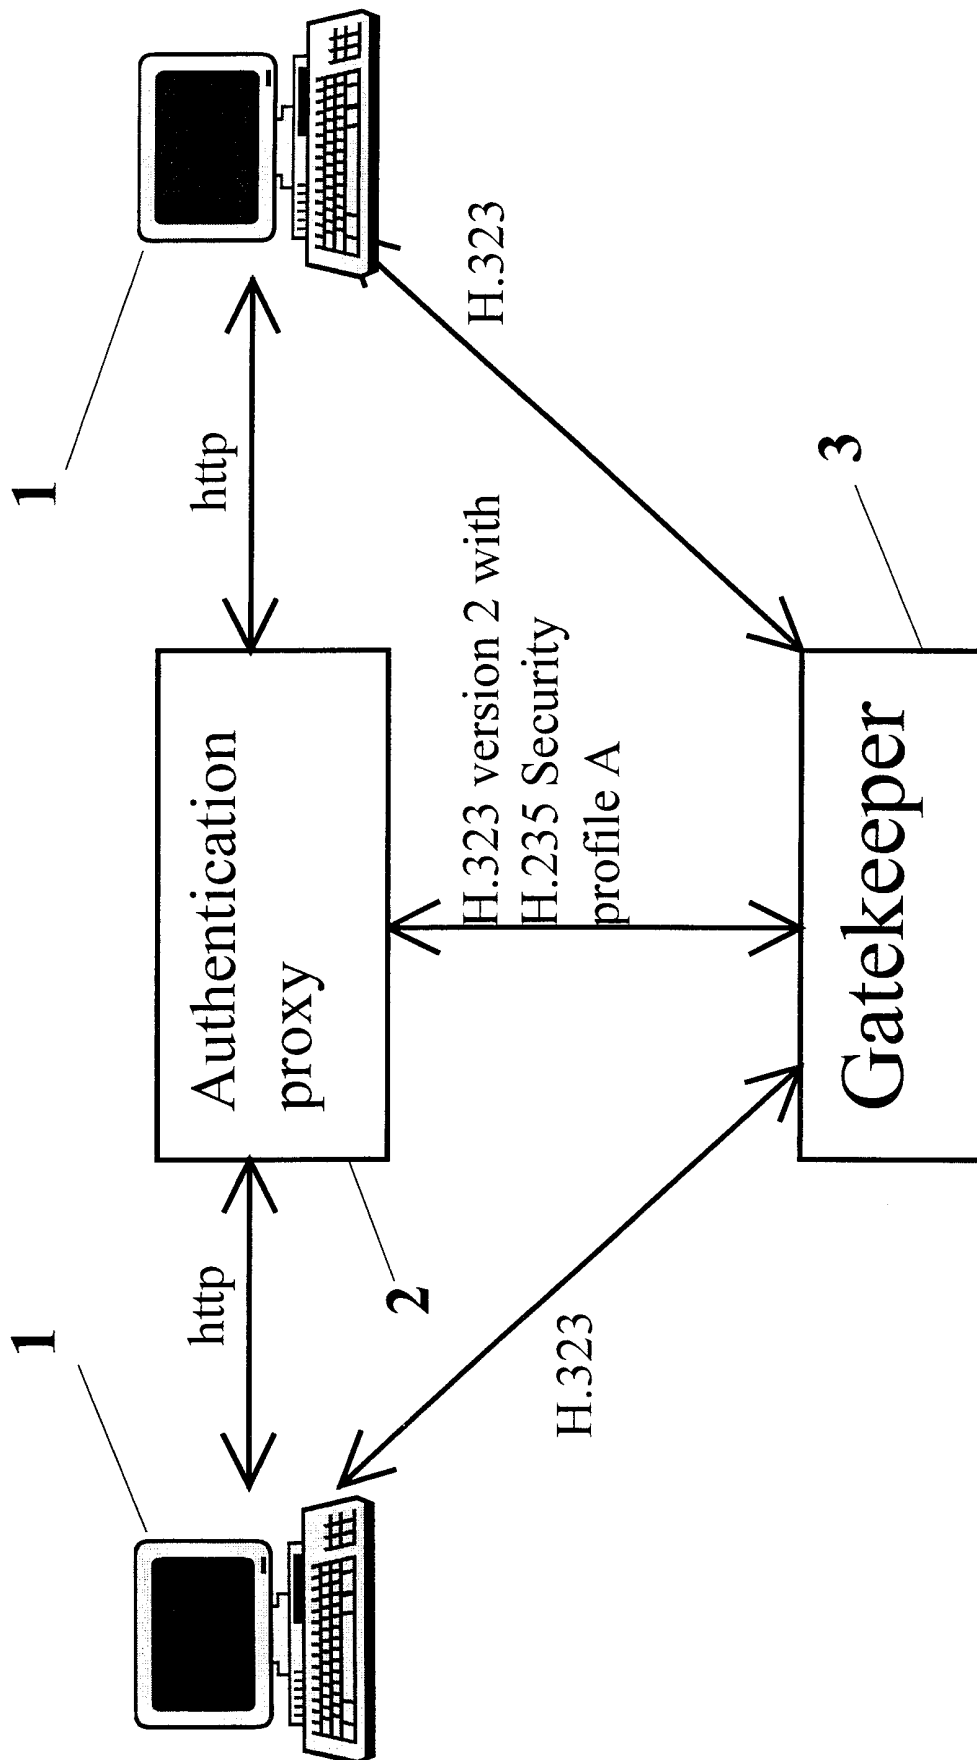 1
1
http
http
Authentication
proxy
2
H.323 version 2 with
H.235 Security
profile A
H.323
H.323
3
Gatekeeper